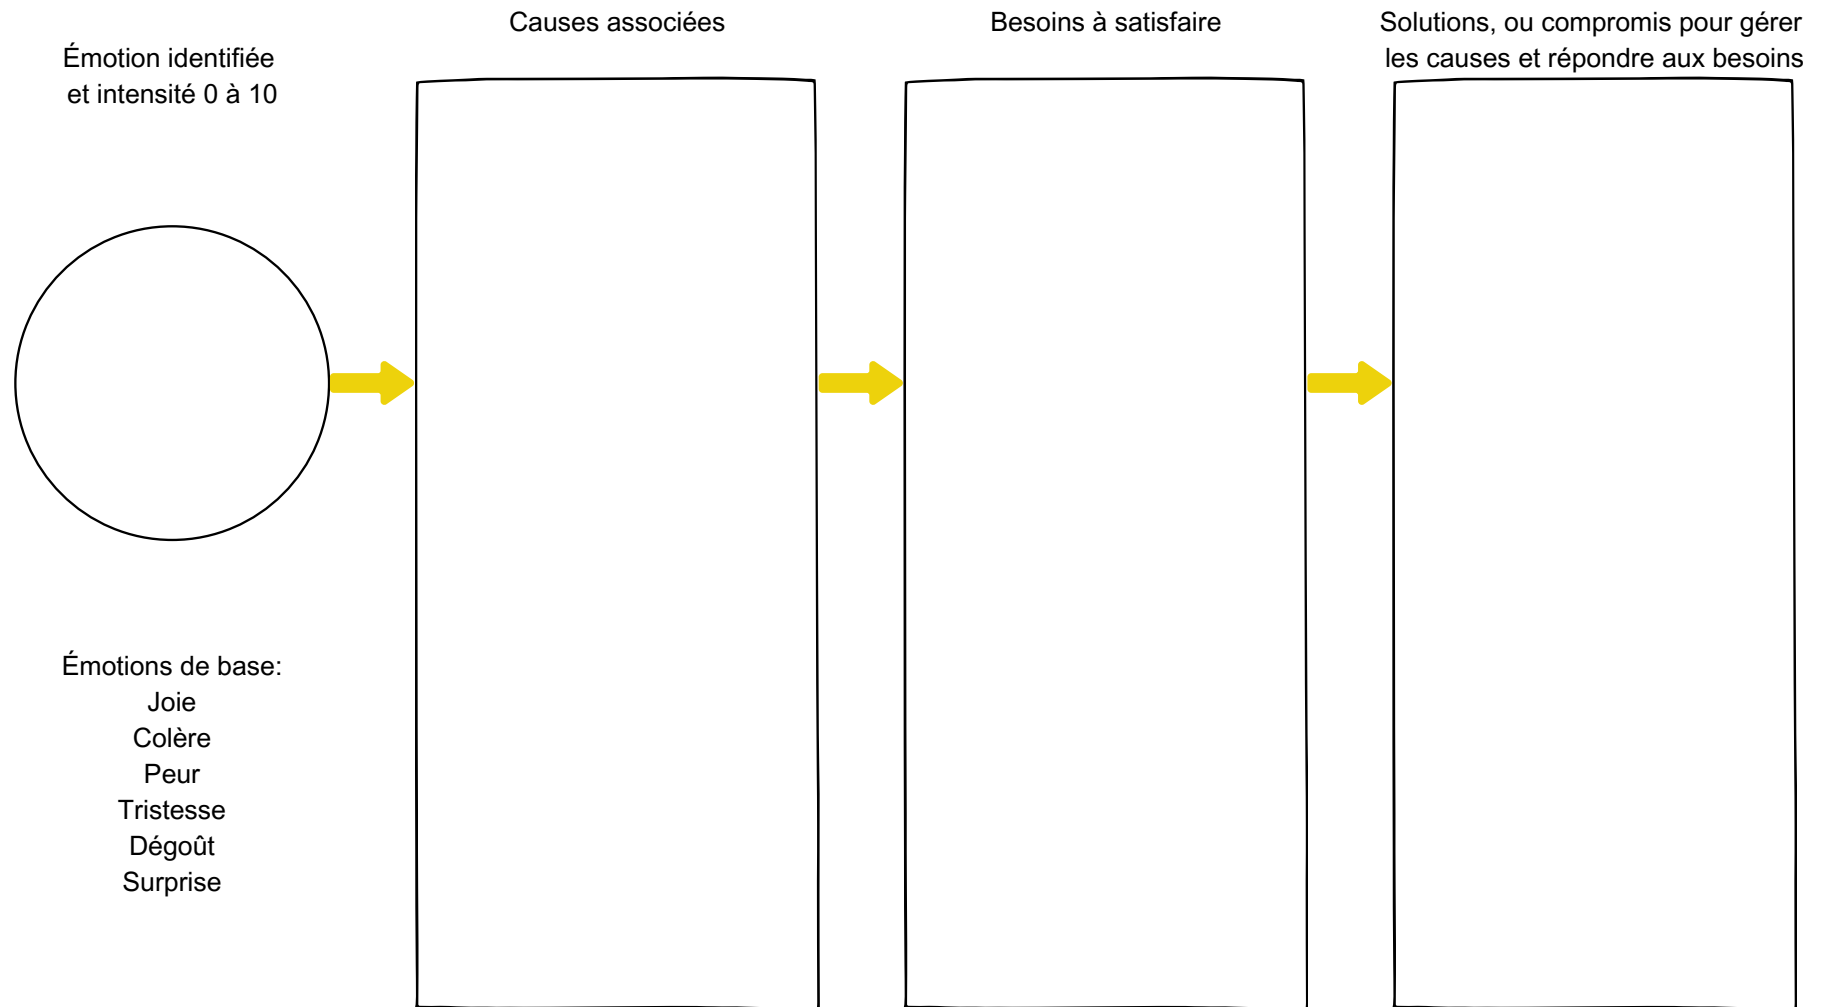 Émotion identifiée
et intensité 0 à 10
Causes associées
Besoins à satisfaire
Solutions, ou compromis pour gérer
les causes et répondre aux besoins
Émotions de base:
Joie
Colère
Peur
Tristesse
Dégoût
Surprise